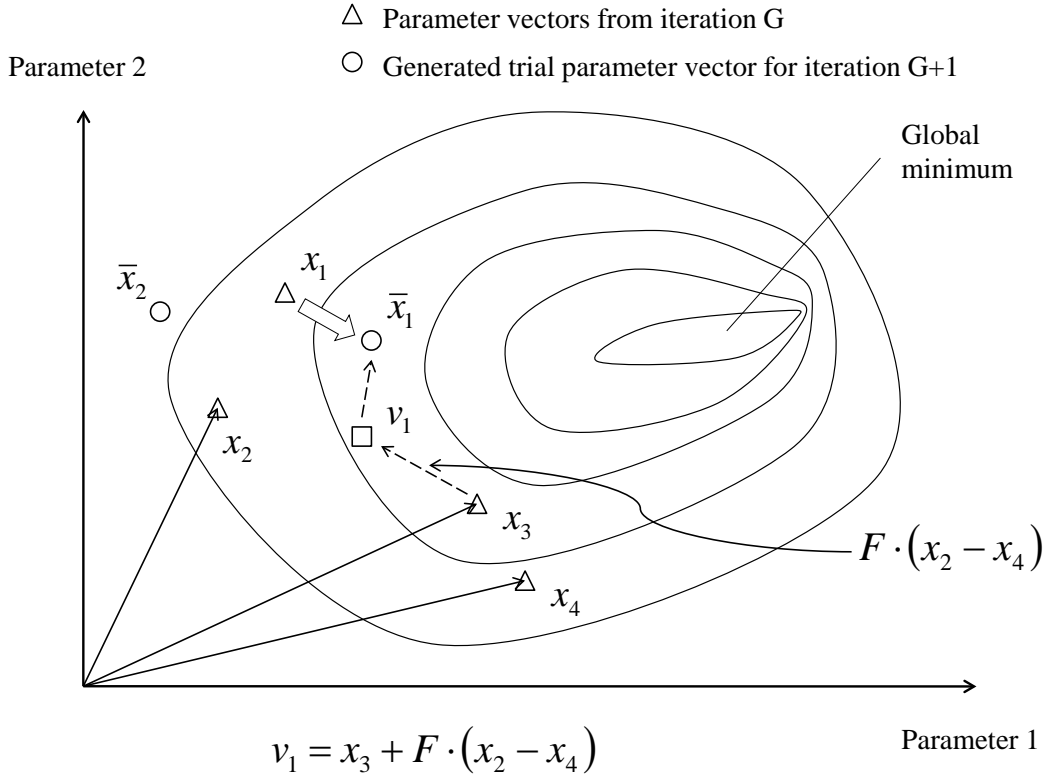 Parameter vectors from iteration G
Parameter 2
Generated trial parameter vector for iteration G+1
Global
minimum
x̅₂
x₁
x̅₁
v₁
x₂
x₃
F·(x₂ − x₄)
x₄
v₁ = x₃ + F·(x₂ − x₄)
Parameter 1